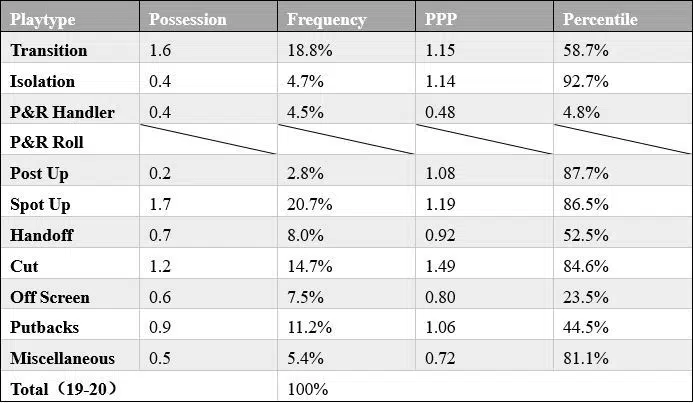 Playtype Possession Frequency PPP Percentile
Transition 1.6 18.8% 1.15 58.7%
Isolation 0.4 4.7% 1.14 92.7%
P&R Handler 0.4 4.5% 0.48 4.8%
P&R Roll
Post Up 0.2 2.8% 1.08 87.7%
Spot Up 1.7 20.7% 1.19 86.5%
Handoff 0.7 8.0% 0.92 52.5%
Cut 1.2 14.7% 1.49 84.6%
Off Screen 0.6 7.5% 0.80 23.5%
Putbacks 0.9 11.2% 1.06 44.5%
Miscellaneous 0.5 5.4% 0.72 81.1%
Total（19-20） 100%